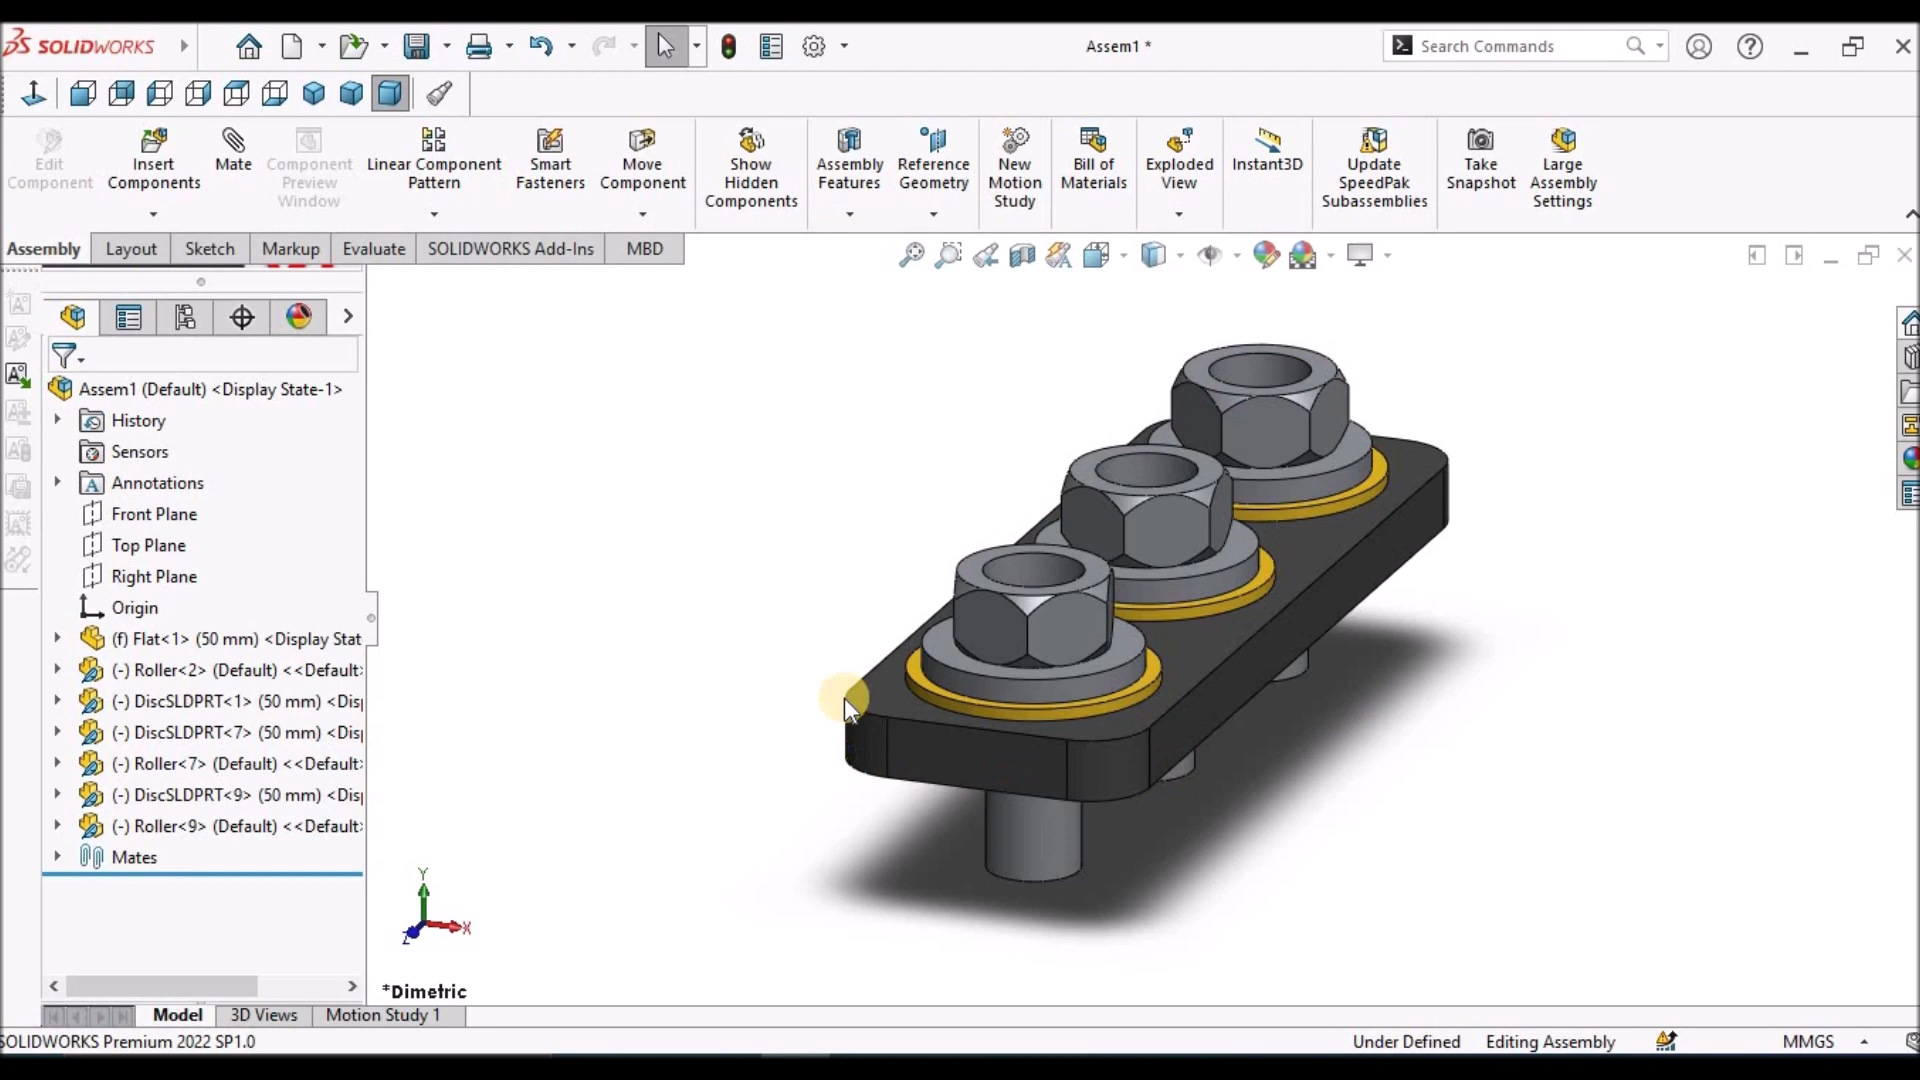 SOLIDWORKS
Assem1 *
Search Commands
Edit Component
Insert Components
Mate
Component Preview Window
Linear Component Pattern
Smart Fasteners
Move Component
Show Hidden Components
Assembly Features
Reference Geometry
New Motion Study
Bill of Materials
Exploded View
Instant3D
Update SpeedPak Subassemblies
Take Snapshot
Large Assembly Settings
Assembly
Layout
Sketch
Markup
Evaluate
SOLIDWORKS Add-Ins
MBD
Assem1 (Default) <Display State-1>
History
Sensors
Annotations
Front Plane
Top Plane
Right Plane
Origin
(f) Flat<1> (50 mm) <Display Stat
(-) Roller<2> (Default) <<Default>
(-) DiscSLDPRT<1> (50 mm) <Disp
(-) DiscSLDPRT<7> (50 mm) <Disp
(-) Roller<7> (Default) <<Default>
(-) DiscSLDPRT<9> (50 mm) <Disp
(-) Roller<9> (Default) <<Default>
Mates
Y
X
Z
*Dimetric
Model
3D Views
Motion Study 1
SOLIDWORKS Premium 2022 SP1.0
Under Defined
Editing Assembly
MMGS